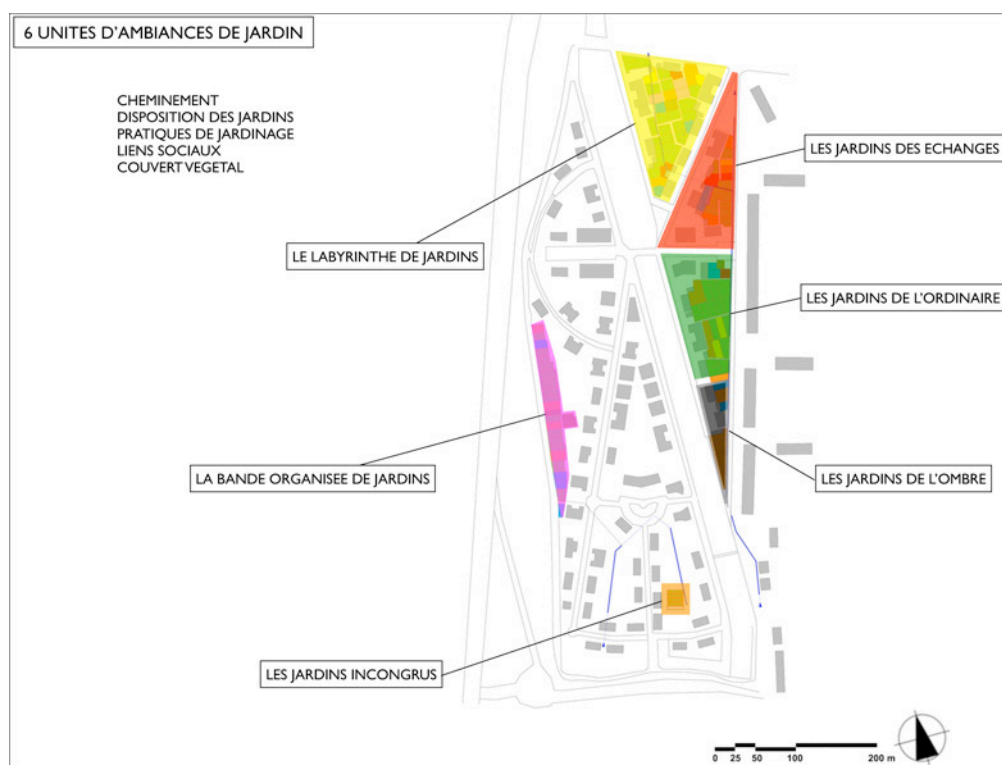 6 UNITES D'AMBIANCES DE JARDIN
CHEMINEMENT
DISPOSITION DES JARDINS
PRATIQUES DE JARDINAGE
LIENS SOCIAUX
COUVERT VEGETAL
LES JARDINS DES ECHANGES
LE LABYRINTHE DE JARDINS
LES JARDINS DE L'ORDINAIRE
LA BANDE ORGANISEE DE JARDINS
LES JARDINS DE L'OMBRE
LES JARDINS INCONGRUS
0 25 50 100 200 m